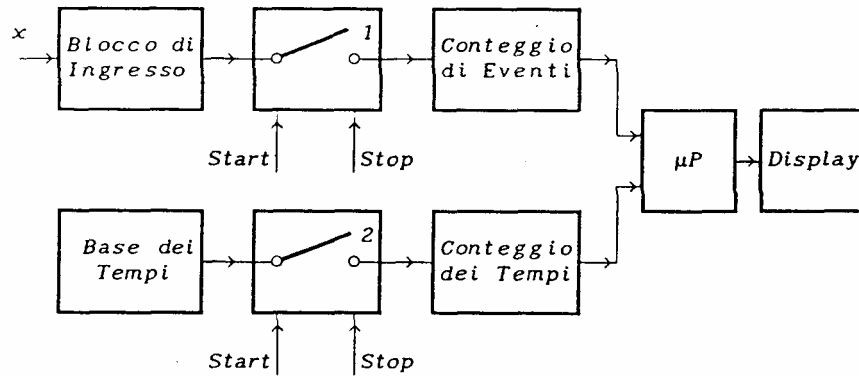 x
Blocco di
Ingresso
1
Conteggio
di Eventi
Start
Stop
μP
Display
Base dei
Tempi
2
Conteggio
dei Tempi
Start
Stop